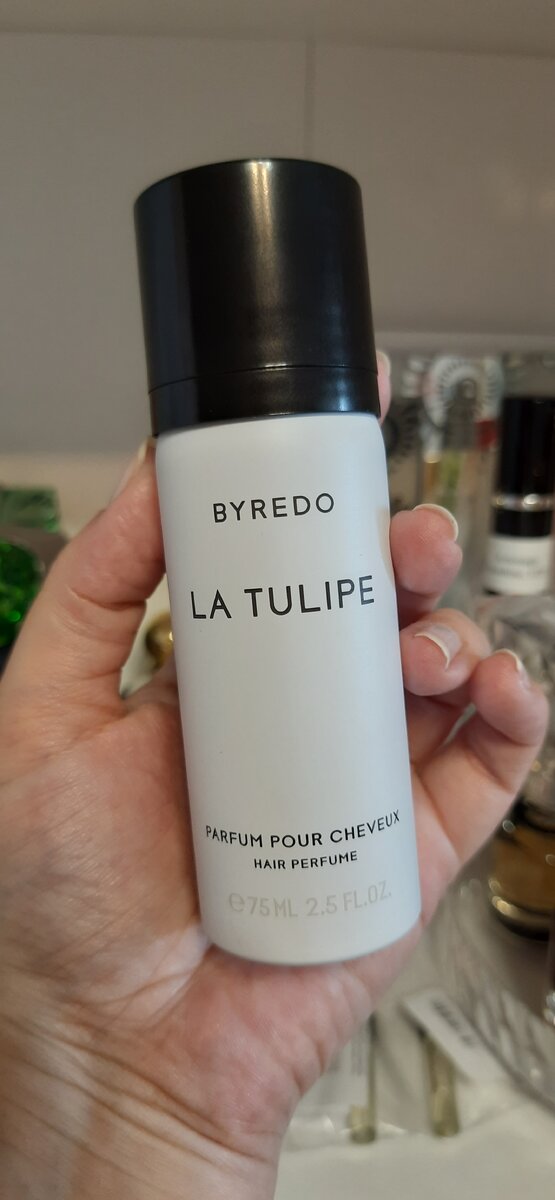 BYREDO
LA TULIPE
PARFUM POUR CHEVEUX
HAIR PERFUME
℮75ML 2.5 FL.OZ.